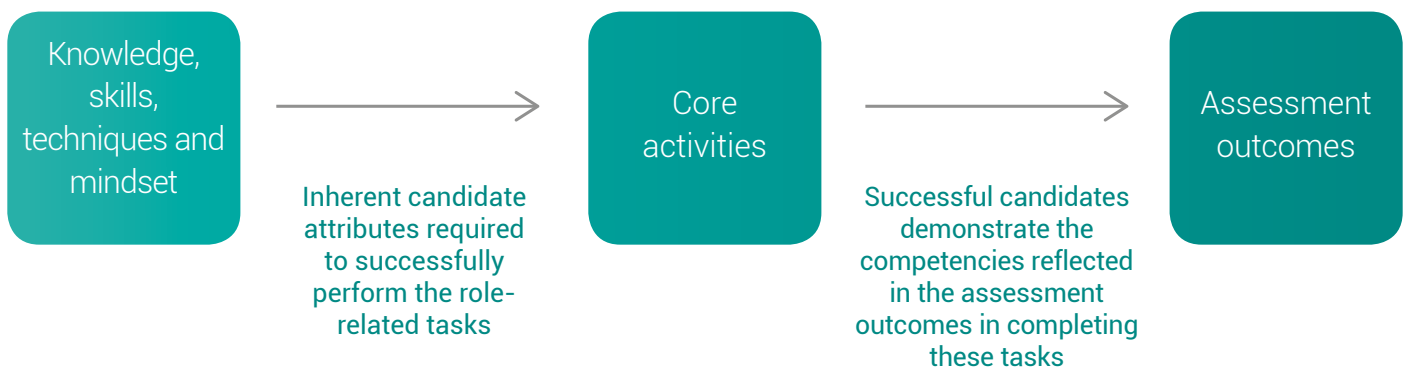 Knowledge,
skills,
techniques and
mindset
Inherent candidate
attributes required
to successfully
perform the role-
related tasks
Core
activities
Successful candidates
demonstrate the
competencies reflected
in the assessment
outcomes in completing
these tasks
Assessment
outcomes